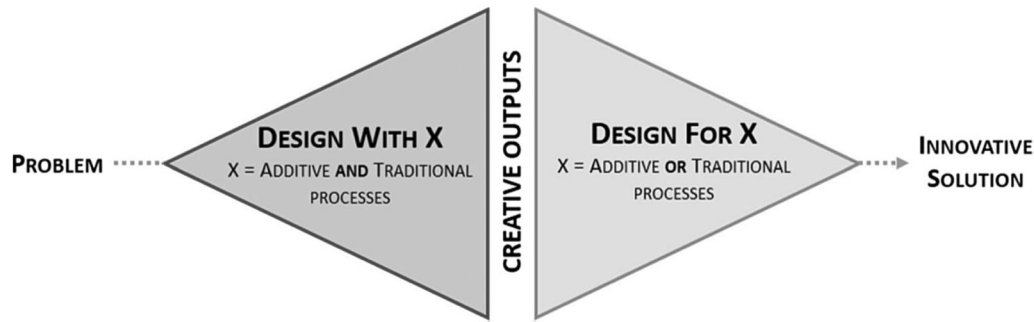 PROBLEM
DESIGN WITH X
X = ADDITIVE AND TRADITIONAL
PROCESSES
CREATIVE OUTPUTS
DESIGN FOR X
X = ADDITIVE OR TRADITIONAL
PROCESSES
INNOVATIVE
SOLUTION